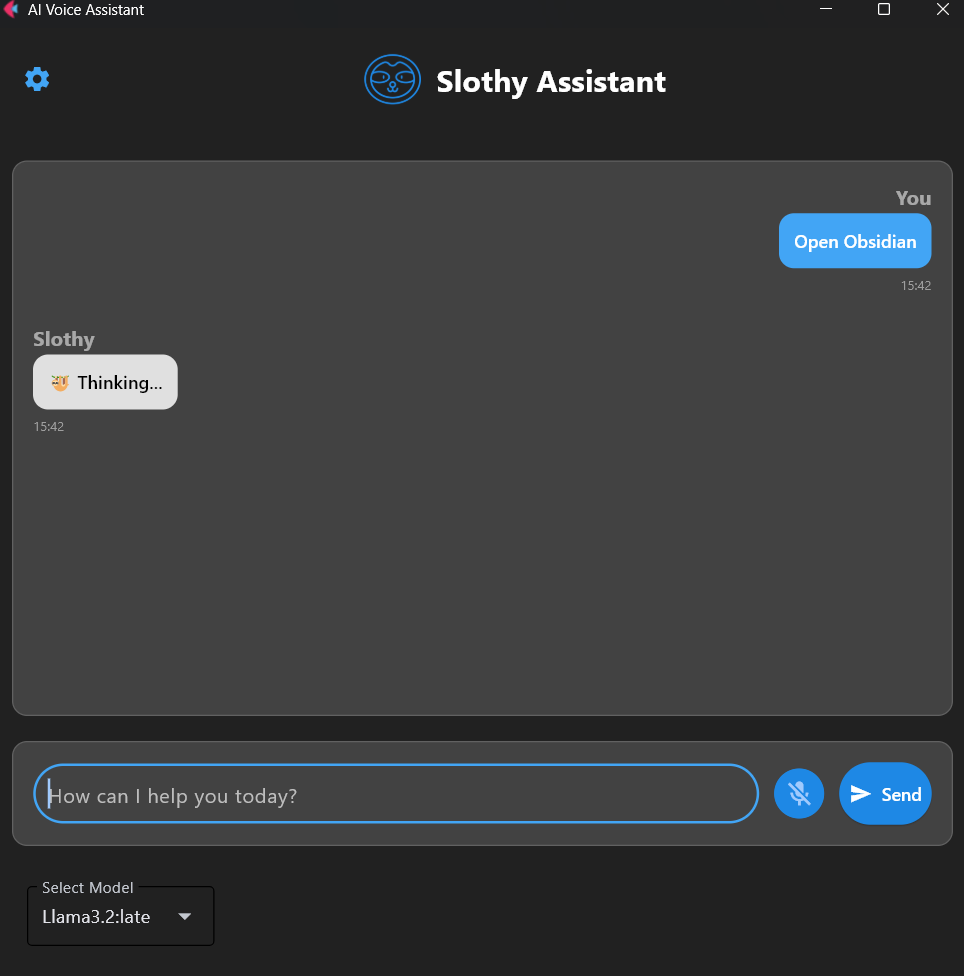 AI Voice Assistant
Slothy Assistant
You
Open Obsidian
15:42
Slothy
Thinking...
15:42
How can I help you today?
Send
Select Model
Llama3.2:late